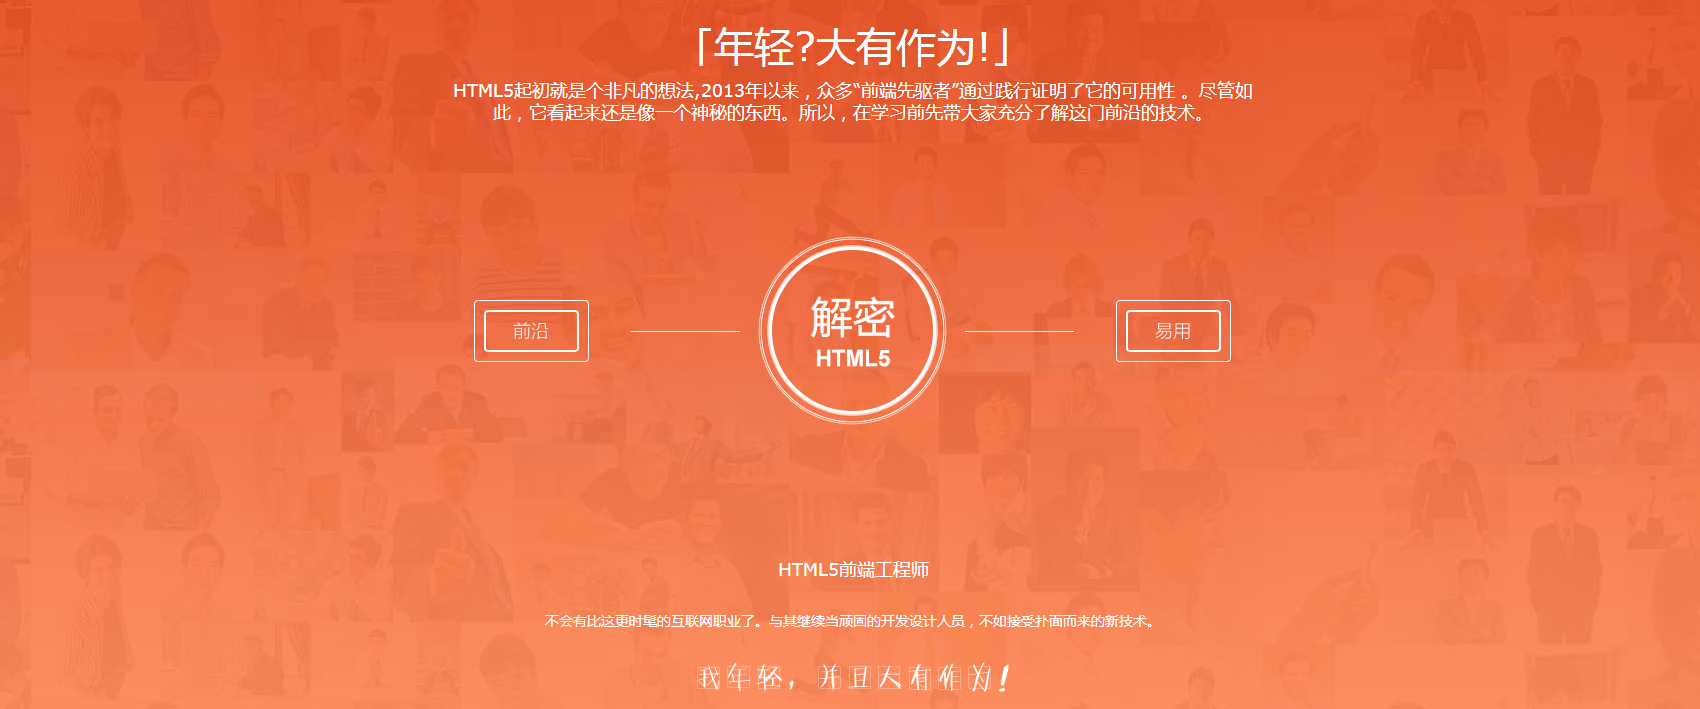 「年轻?大有作为!」
HTML5起初就是个非凡的想法,2013年以来，众多“前端先驱者”通过践行证明了它的可用性 。尽管如
此，它看起来还是像一个神秘的东西。所以，在学习前先带大家充分了解这门前沿的技术。
前沿
解密
HTML5
易用
HTML5前端工程师
不会有比这更时髦的互联网职业了。与其继续当顽固的开发设计人员，不如接受扑面而来的新技术。
我年轻，并且大有作为!